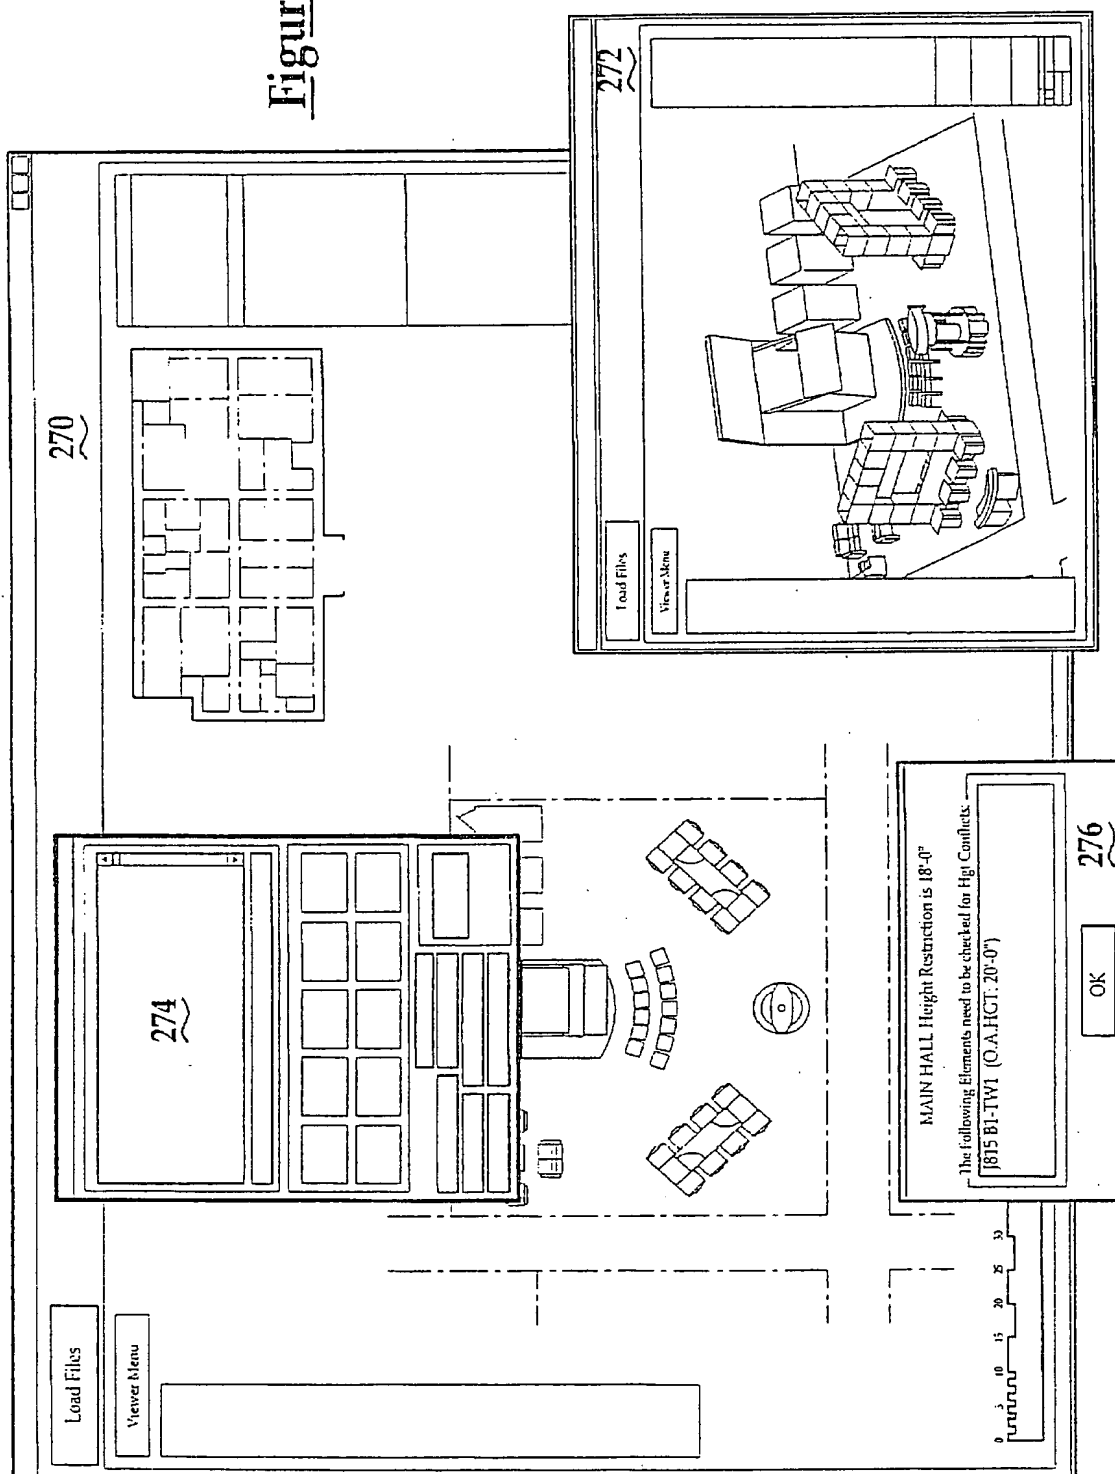 Figur
270
Load Files
Viewer Menu
274
272
Load Files
Viewer Menu
0 5 10 15 20 25 30
MAIN HALL Height Restriction is 18'-0"
The Following Elements need to be checked for Hgt Conflicts:
J815 B1-TW1 (O.A.HGT: 20'-0")
OK
276